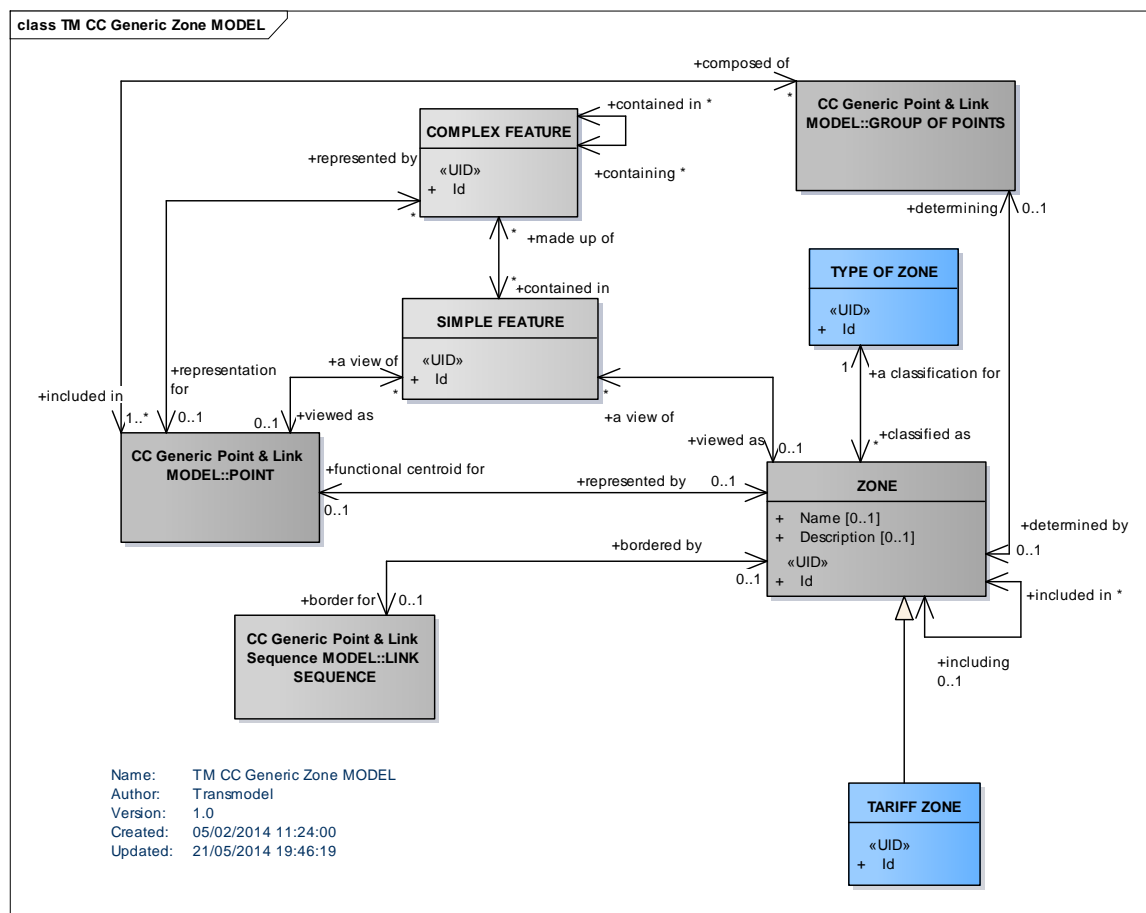 class TM CC Generic Zone MODEL
+composed of
*
CC Generic Point & Link
MODEL::GROUP OF POINTS
+contained in *
COMPLEX FEATURE
«UID»
+ Id
+containing *
+represented by
*
+determining
0..1
*
+made up of
TYPE OF ZONE
«UID»
+ Id
*
+contained in
SIMPLE FEATURE
«UID»
+ Id
+a view of
*
*
+a view of
1
+a classification for
+representation
for
+included in
1..*
0..1
0..1
+viewed as
+viewed as
0..1
*
+classified as
CC Generic Point & Link
MODEL::POINT
+functional centroid for
0..1
+represented by
0..1
ZONE
+ Name [0..1]
+ Description [0..1]
«UID»
+ Id
+determined by
0..1
+bordered by
0..1
+border for
0..1
+included in *
+including
0..1
CC Generic Point & Link
Sequence MODEL::LINK
SEQUENCE
Name: TM CC Generic Zone MODEL
Author: Transmodel
Version: 1.0
Created: 05/02/2014 11:24:00
Updated: 21/05/2014 19:46:19
TARIFF ZONE
«UID»
+ Id